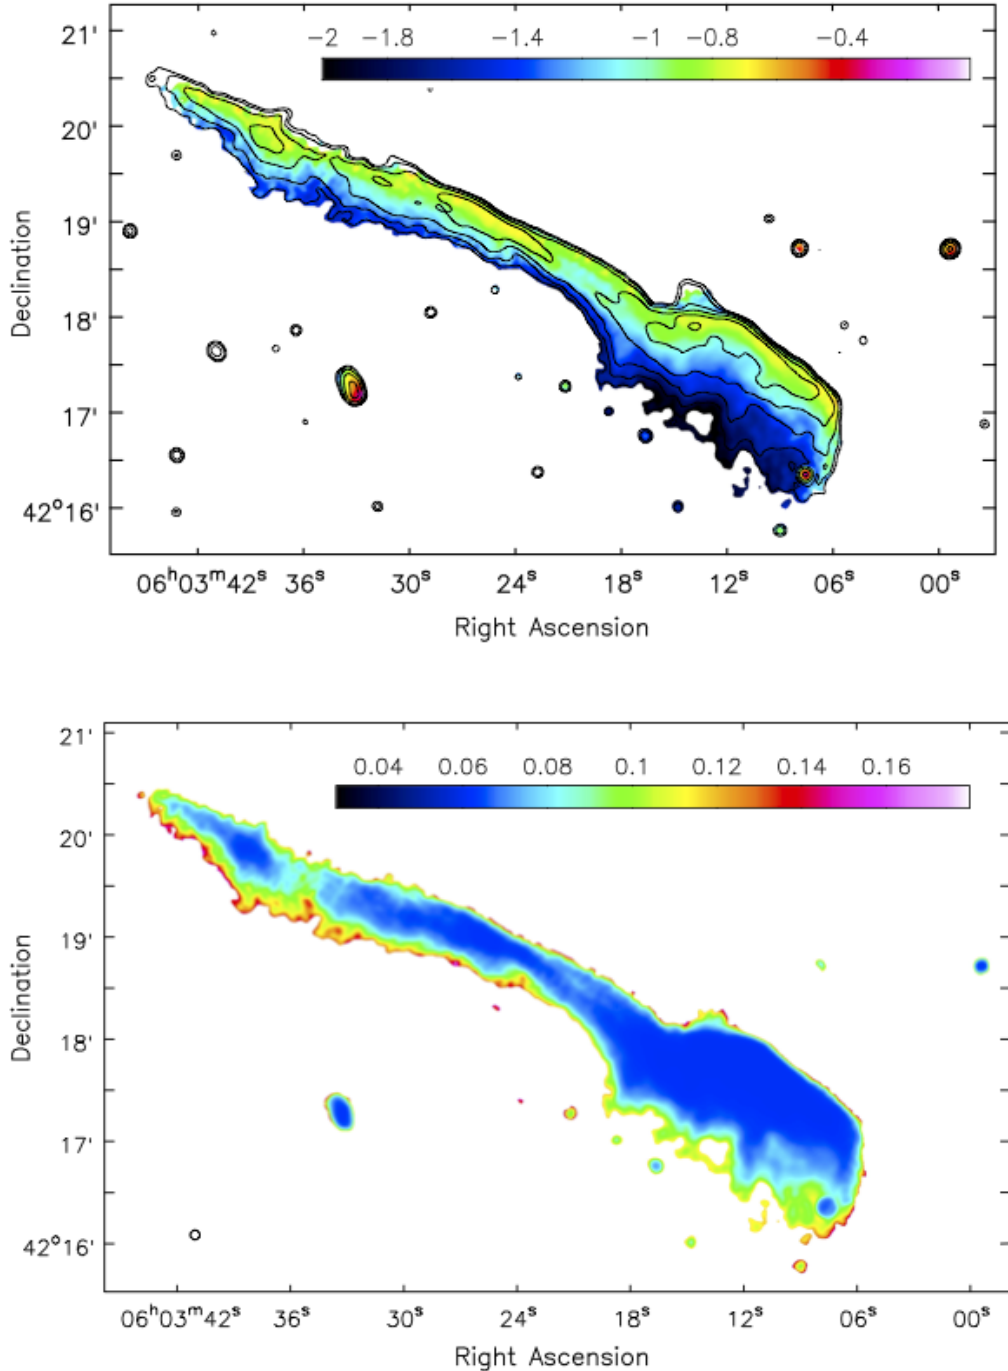 21'
−2 −1.8 −1.4 −1 −0.8 −0.4
20'
19'
18'
17'
42°16'
Declination
06ʰ03ᵐ42ˢ 36ˢ 30ˢ 24ˢ 18ˢ 12ˢ 06ˢ 00ˢ
Right Ascension
21'
0.04 0.06 0.08 0.1 0.12 0.14 0.16
20'
19'
18'
17'
42°16'
Declination
06ʰ03ᵐ42ˢ 36ˢ 30ˢ 24ˢ 18ˢ 12ˢ 06ˢ 00ˢ
Right Ascension